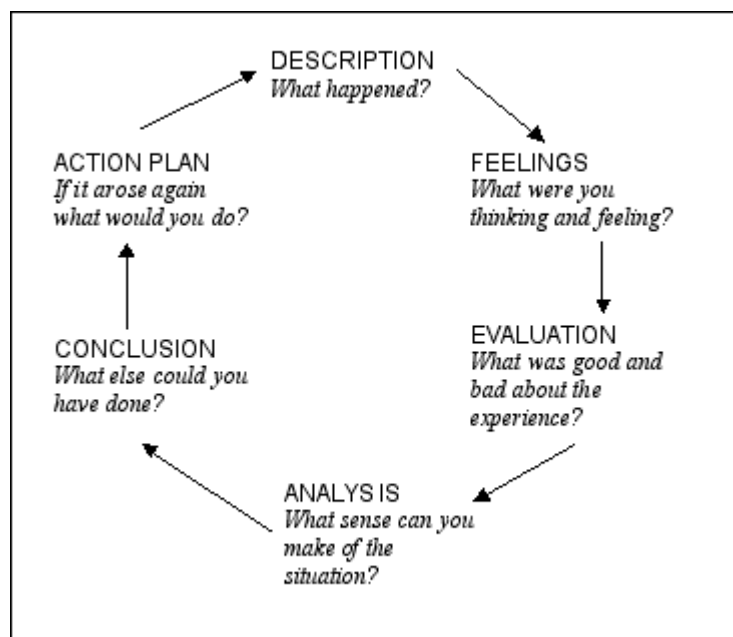 DESCRIPTION
What happened?
FEELINGS
What were you
thinking and feeling?
EVALUATION
What was good and
bad about the
experience?
ANALYSIS
What sense can you
make of the
situation?
CONCLUSION
What else could you
have done?
ACTION PLAN
If it arose again
what would you do?